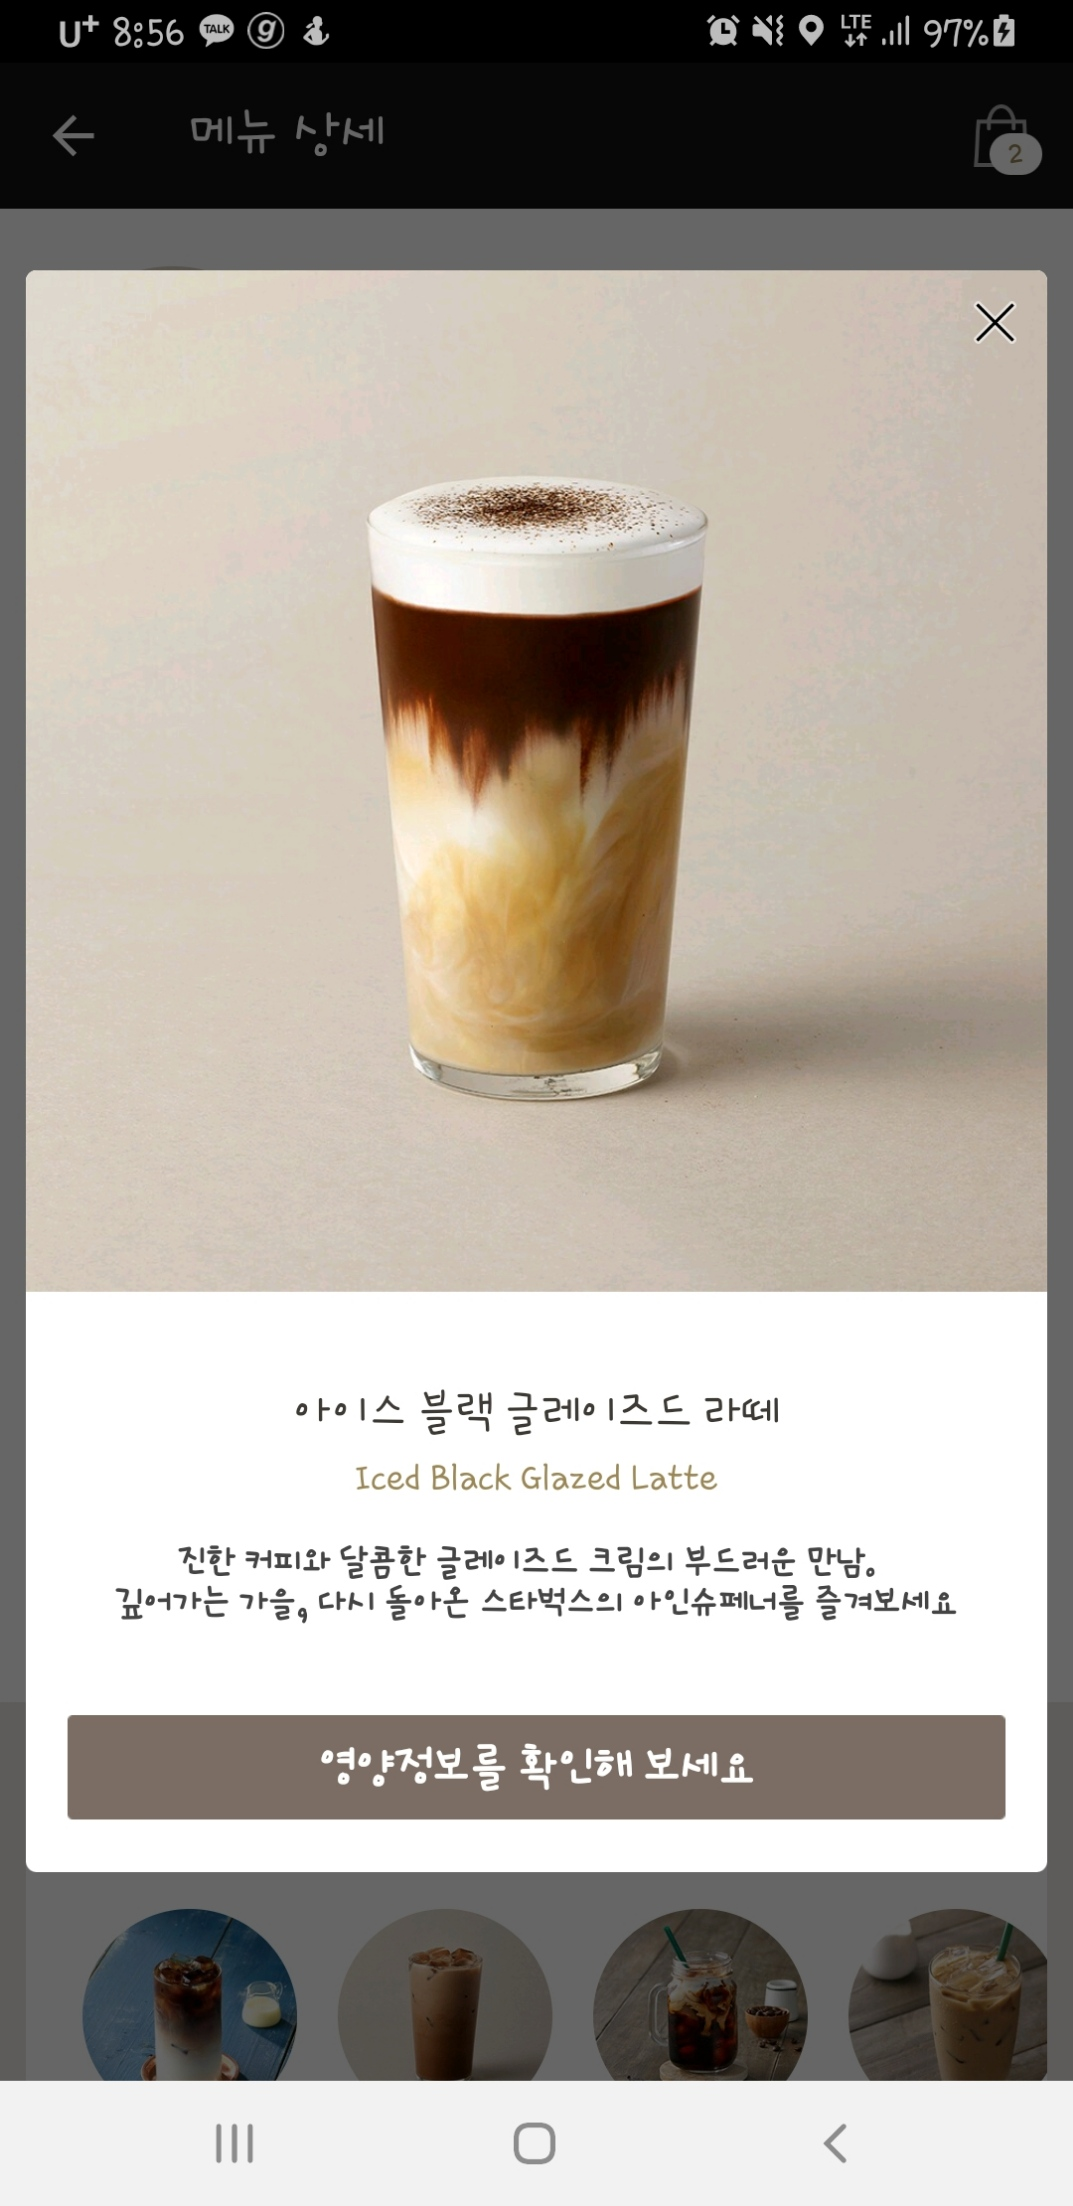 U+ 8:56 TALK g LTE 97%
메뉴 상세
2
아이스 블랙 글레이즈드 라떼
Iced Black Glazed Latte
진한 커피와 달콤한 글레이즈드 크림의 부드러운 만남。
깊어가는 가을, 다시 돌아온 스타벅스의 아인슈페너를 즐겨보세요
영양정보를 확인해 보세요